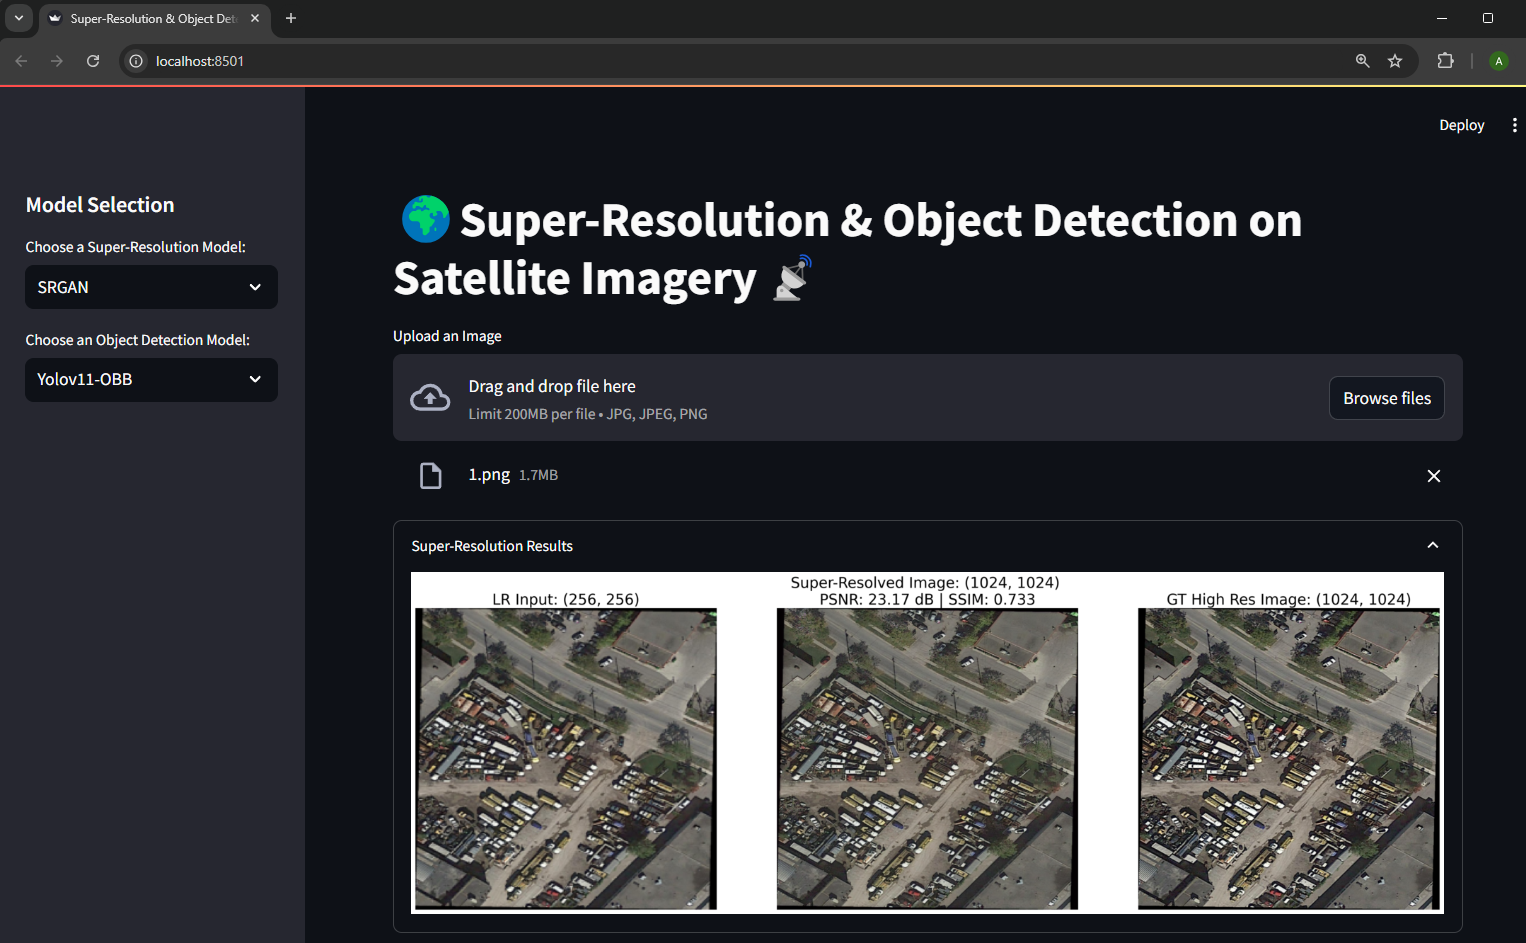 Super-Resolution & Object Det
localhost:8501
A
Deploy
Model Selection
Choose a Super-Resolution Model:
SRGAN
Choose an Object Detection Model:
Yolov11-OBB
Super-Resolution & Object Detection on
Satellite Imagery
Upload an Image
Drag and drop file here
Limit 200MB per file • JPG, JPEG, PNG
Browse files
1.png 1.7MB
Super-Resolution Results
LR Input: (256, 256)
Super-Resolved Image: (1024, 1024)
PSNR: 23.17 dB | SSIM: 0.733
GT High Res Image: (1024, 1024)